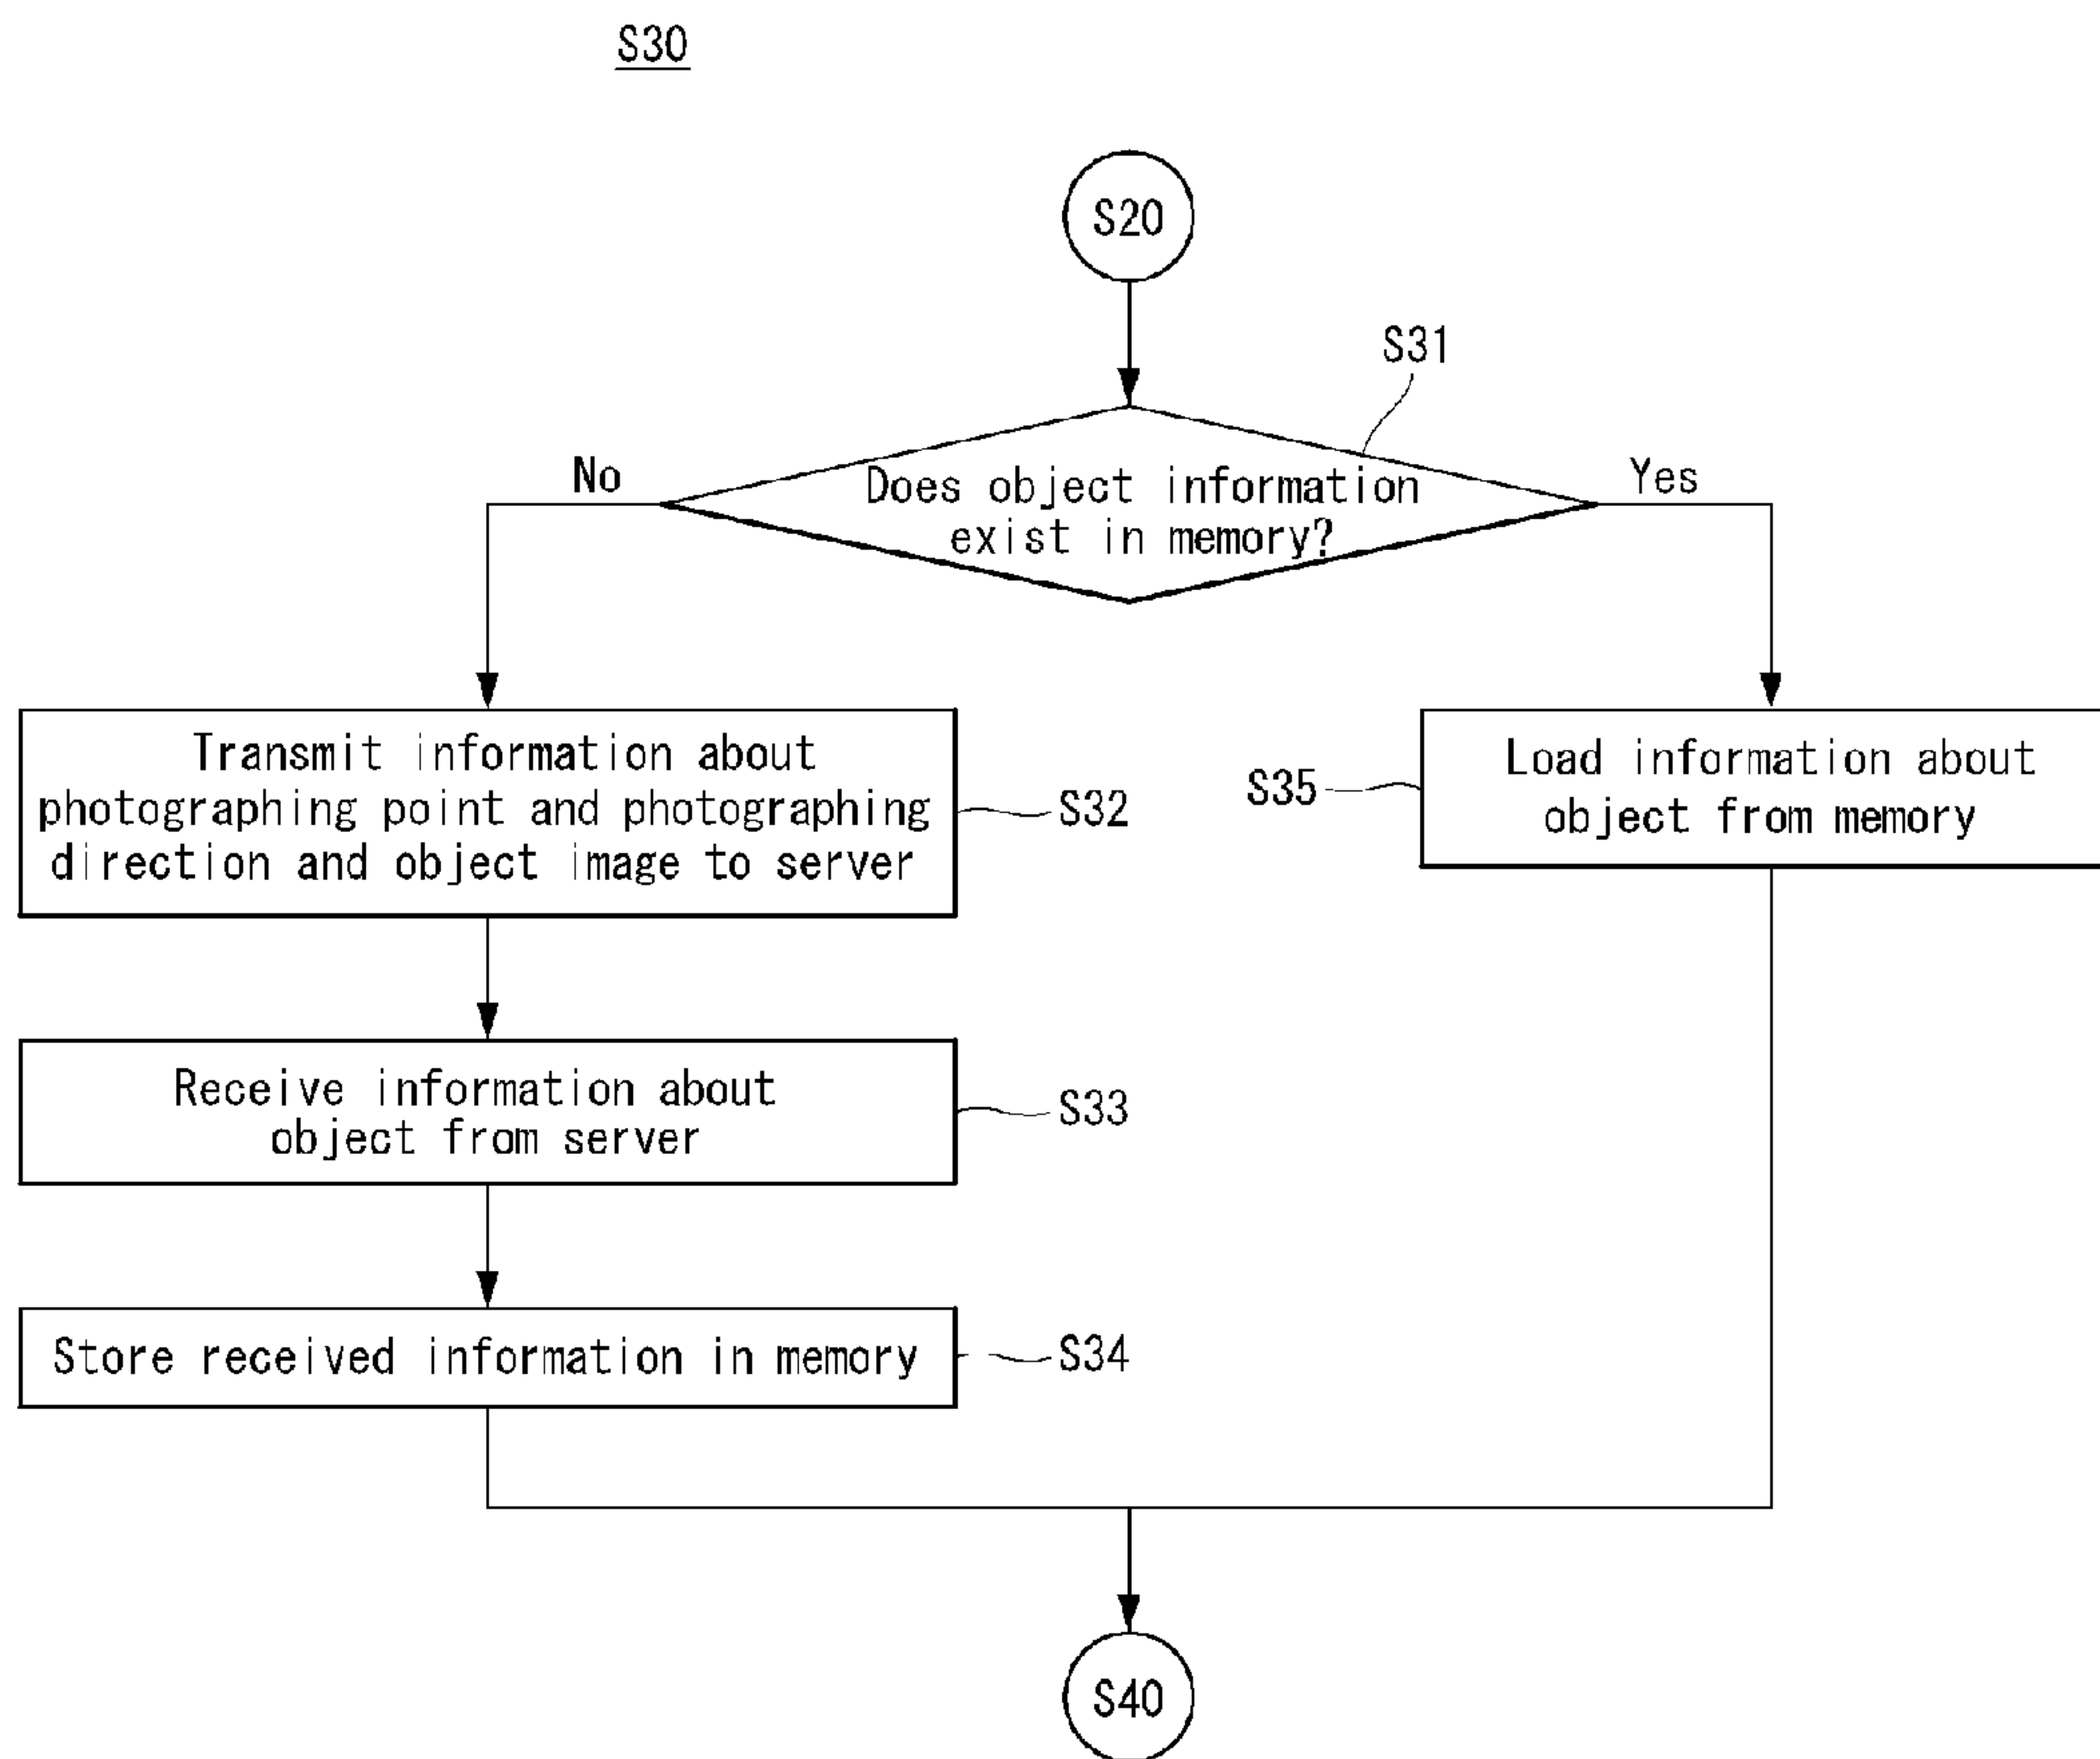 S30
S20
S31
No
Yes
Does object information
exist in memory?
Transmit information about
photographing point and photographing
direction and object image to server
S32
S35
Load information about
object from memory
Receive information about
object from server
S33
Store received information in memory
S34
S40